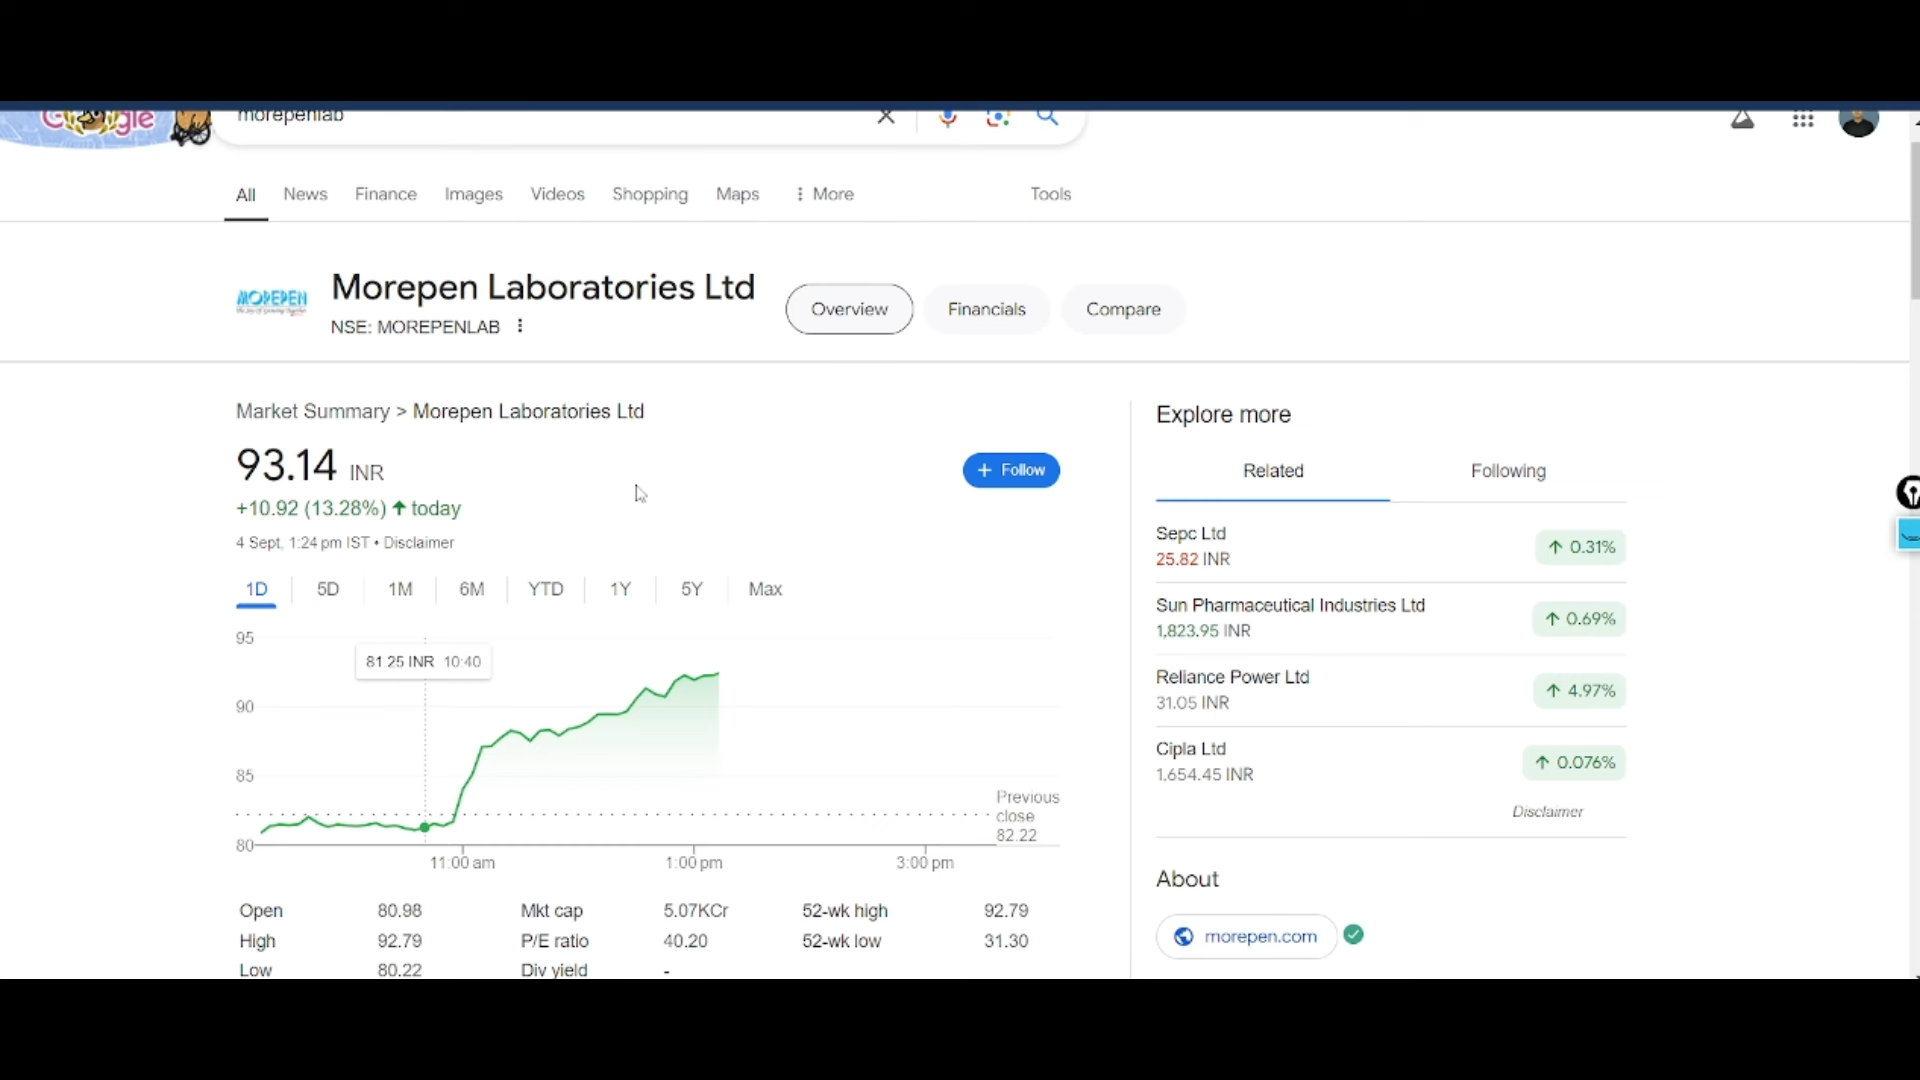 Google
morepenlab
All News Finance Images Videos Shopping Maps More Tools
MOREPEN
Morepen Laboratories Ltd
NSE: MOREPENLAB
Overview Financials Compare
Market Summary > Morepen Laboratories Ltd
93.14 INR
+ Follow
+10.92 (13.28%) ↑ today
4 Sept, 1:24 pm IST • Disclaimer
1D 5D 1M 6M YTD 1Y 5Y Max
95
81.25 INR 10:40
90
85
Previous
close
82.22
80
11:00 am 1:00 pm 3:00 pm
Open 80.98 Mkt cap 5.07KCr 52-wk high 92.79
High 92.79 P/E ratio 40.20 52-wk low 31.30
Low 80.22 Div yield -
Explore more
Related Following
Sepc Ltd
25.82 INR ↑ 0.31%
Sun Pharmaceutical Industries Ltd
1,823.95 INR ↑ 0.69%
Reliance Power Ltd
31.05 INR ↑ 4.97%
Cipla Ltd
1,654.45 INR ↑ 0.076%
Disclaimer
About
morepen.com